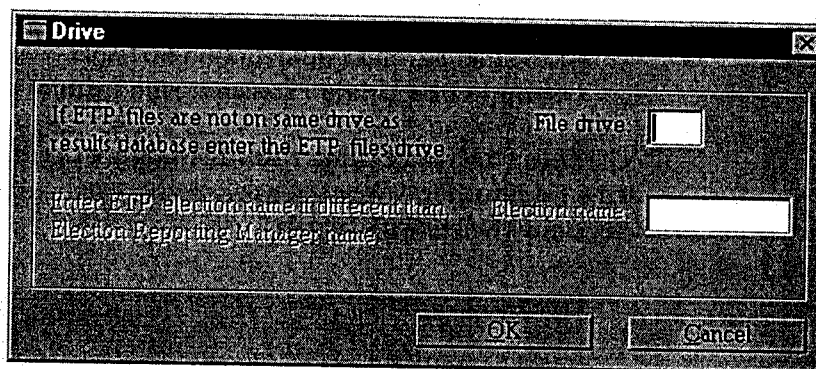 Drive
If ETP files are not on same drive as
results database enter the ETP files drive
File drive:
Enter ETP election name if different than
Election Reporting Manager name.
Election name:
OK
Cancel